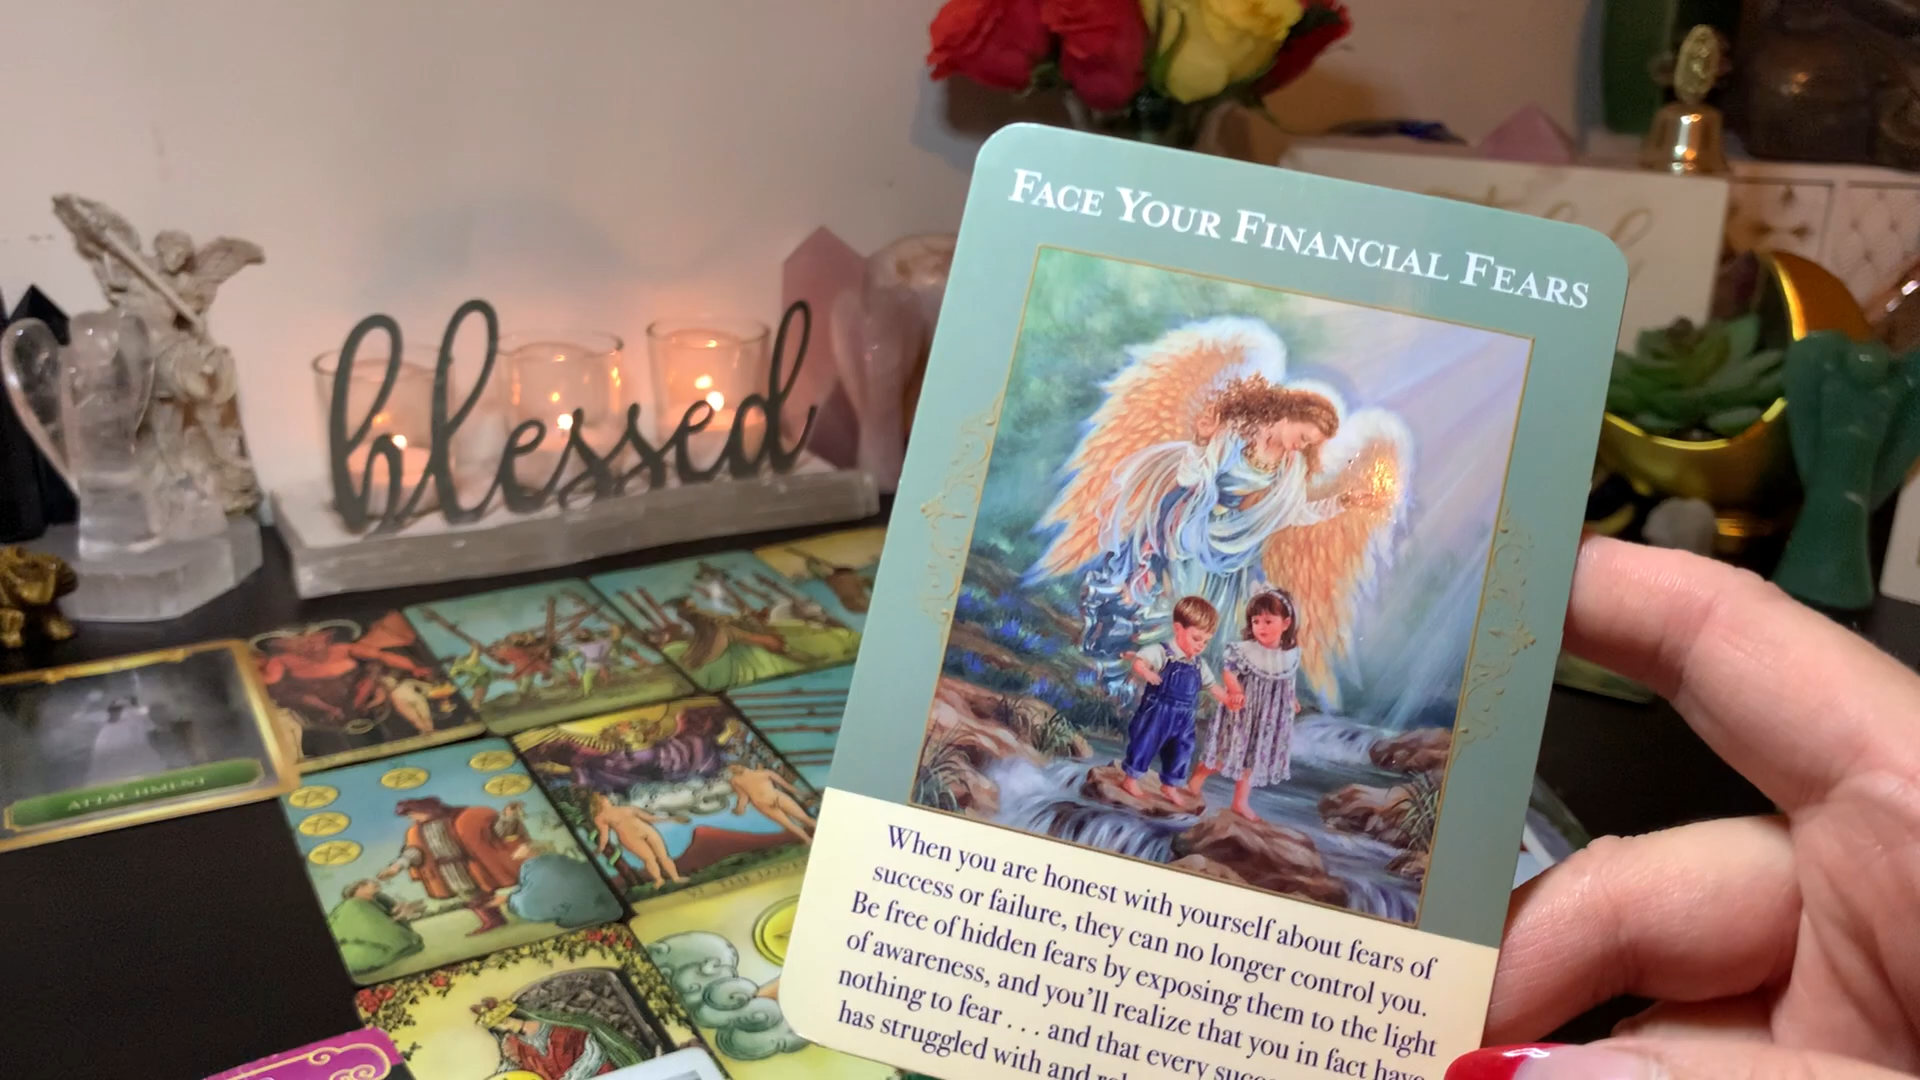 FACE YOUR FINANCIAL FEARS
blessed
ATTACHMENT
When you are honest with yourself about fears of
success or failure, they can no longer control you.
Be free of hidden fears by exposing them to the light
of awareness, and you'll realize that you in fact have
nothing to fear . . . and that every
has struggled with and